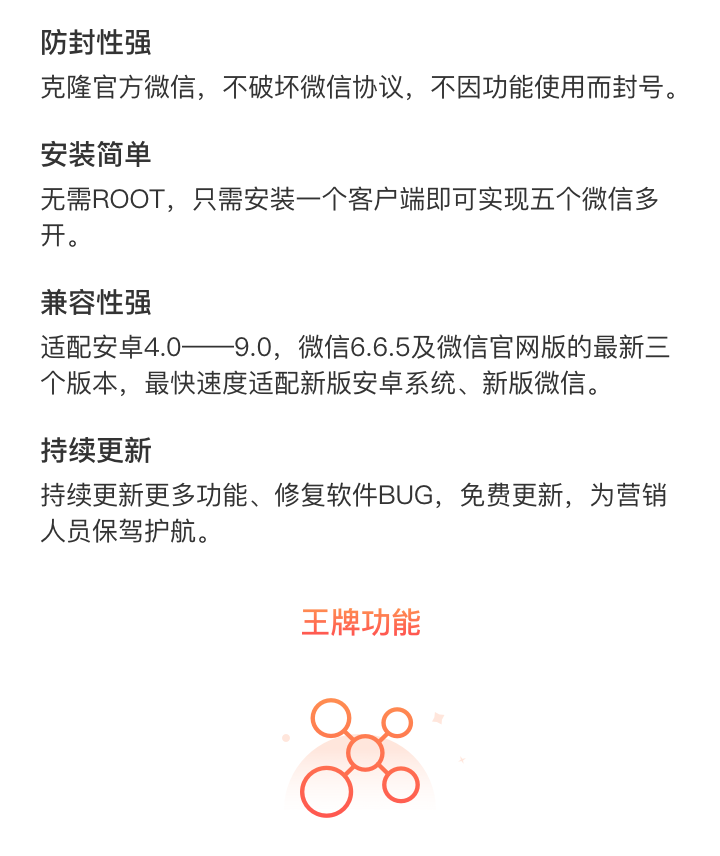 防封性强
克隆官方微信，不破坏微信协议，不因功能使用而封号。
安装简单
无需ROOT，只需安装一个客户端即可实现五个微信多
开。
兼容性强
适配安卓4.0——9.0，微信6.6.5及微信官网版的最新三
个版本，最快速度适配新版安卓系统、新版微信。
持续更新
持续更新更多功能、修复软件BUG，免费更新，为营销
人员保驾护航。
王牌功能